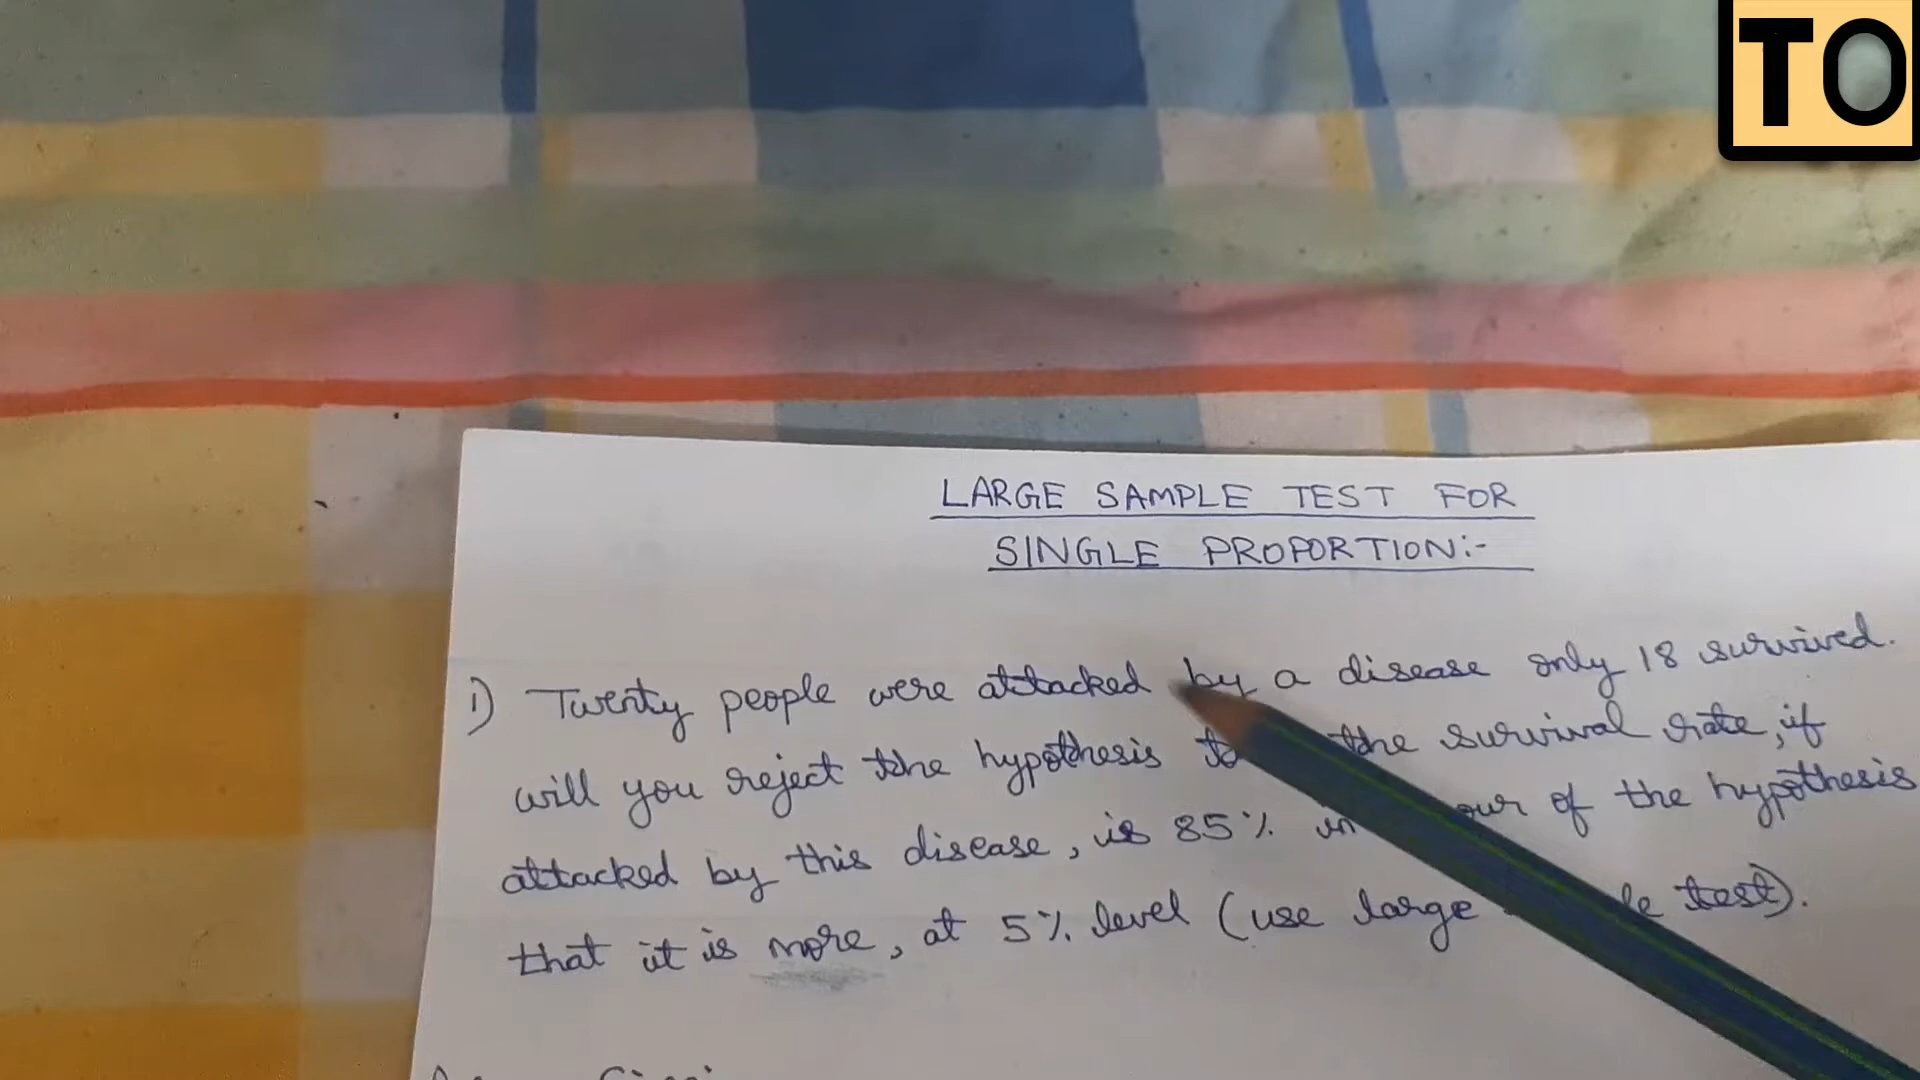 TO
LARGE SAMPLE TEST FOR
SINGLE PROPORTION:-
1) Twenty people were attacked by a disease only 18 survived.
will you reject the hypothesis the survival rate, if
attacked by this disease, is 85% in of the hypothesis
that it is more, at 5% level (use large test).